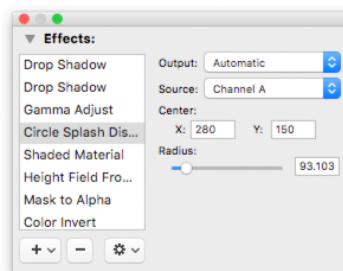 Effects:
Drop Shadow
Drop Shadow
Gamma Adjust
Circle Splash Dis...
Shaded Material
Height Field Fro...
Mask to Alpha
Color Invert
Output: Automatic
Source: Channel A
Center:
X: 280 Y: 150
Radius:
93.103